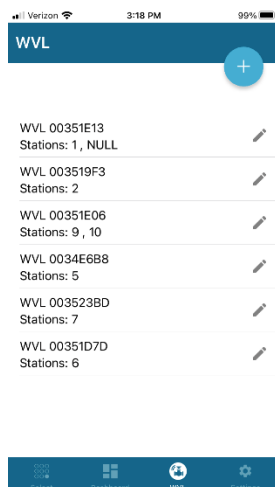 Verizon 3:18 PM 99%
WVL
WVL 00351E13
Stations: 1 , NULL
WVL 003519F3
Stations: 2
WVL 00351E06
Stations: 9 , 10
WVL 0034E6B8
Stations: 5
WVL 003523BD
Stations: 7
WVL 00351D7D
Stations: 6